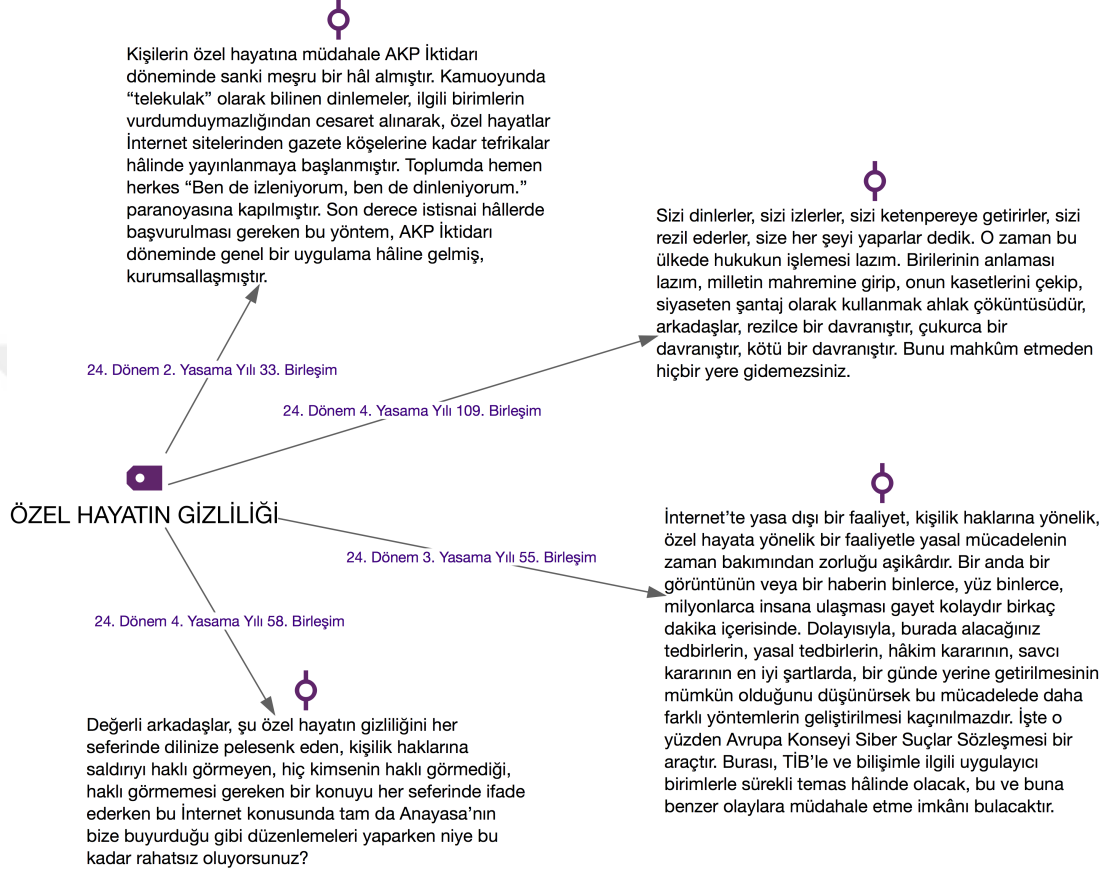 Kişilerin özel hayatına müdahale AKP İktidarı
döneminde sanki meşru bir hâl almıştır. Kamuoyunda
“telekulak” olarak bilinen dinlemeler, ilgili birimlerin
vurdumduymazlığından cesaret alınarak, özel hayatlar
İnternet sitelerinden gazete köşelerine kadar tefrikalar
hâlinde yayınlanmaya başlanmıştır. Toplumda hemen
herkes “Ben de izleniyorum, ben de dinleniyorum.”
paranoyasına kapılmıştır. Son derece istisnai hâllerde
başvurulması gereken bu yöntem, AKP İktidarı
döneminde genel bir uygulama hâline gelmiş,
kurumsallaşmıştır.
Sizi dinlerler, sizi izlerler, sizi ketenpereye getirirler, sizi
rezil ederler, size her şeyi yaparlar dedik. O zaman bu
ülkede hukukun işlemesi lazım. Birilerinin anlaması
lazım, milletin mahremine girip, onun kasetlerini çekip,
siyaseten şantaj olarak kullanmak ahlak çöküntüsüdür,
arkadaşlar, rezilce bir davranıştır, çukurca bir
davranıştır, kötü bir davranıştır. Bunu mahkûm etmeden
hiçbir yere gidemezsiniz.
24. Dönem 2. Yasama Yılı 33. Birleşim
24. Dönem 4. Yasama Yılı 109. Birleşim
ÖZEL HAYATIN GİZLİLİĞİ
24. Dönem 3. Yasama Yılı 55. Birleşim
24. Dönem 4. Yasama Yılı 58. Birleşim
İnternet’te yasa dışı bir faaliyet, kişilik haklarına yönelik,
özel hayata yönelik bir faaliyetle yasal mücadelenin
zaman bakımından zorluğu aşikârdır. Bir anda bir
görüntünün veya bir haberin binlerce, yüz binlerce,
milyonlarca insana ulaşması gayet kolaydır birkaç
dakika içerisinde. Dolayısıyla, burada alacağınız
tedbirlerin, yasal tedbirlerin, hâkim kararının, savcı
kararının en iyi şartlarda, bir günde yerine getirilmesinin
mümkün olduğunu düşünürsek bu mücadelede daha
farklı yöntemlerin geliştirilmesi kaçınılmazdır. İşte o
yüzden Avrupa Konseyi Siber Suçlar Sözleşmesi bir
araçtır. Burası, TİB’le ve bilişimle ilgili uygulayıcı
birimlerle sürekli temas hâlinde olacak, bu ve buna
benzer olaylara müdahale etme imkânı bulacaktır.
Değerli arkadaşlar, şu özel hayatın gizliliğini her
seferinde dilinize pelesenk eden, kişilik haklarına
saldırıyı haklı görmeyen, hiç kimsenin haklı görmediği,
haklı görmemesi gereken bir konuyu her seferinde ifade
ederken bu İnternet konusunda tam da Anayasa’nın
bize buyurduğu gibi düzenlemeleri yaparken niye bu
kadar rahatsız oluyorsunuz?